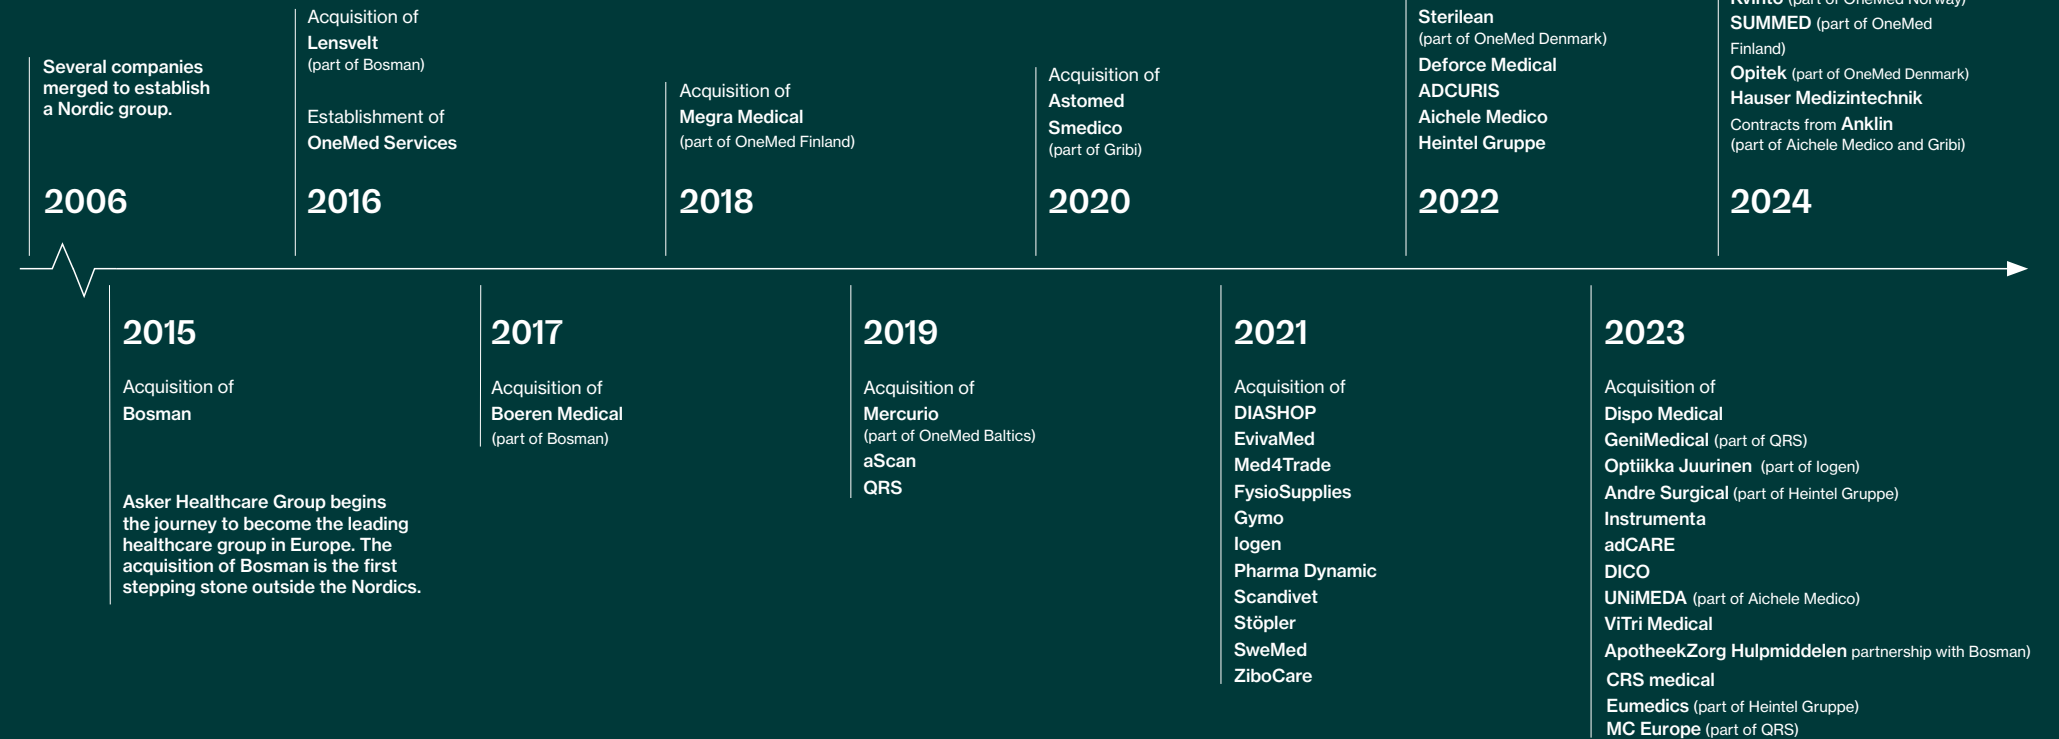 Several companies
merged to establish
a Nordic group.
2006
Acquisition of
Lensvelt
(part of Bosman)
Establishment of
OneMed Services
2016
Acquisition of
Megra Medical
(part of OneMed Finland)
2018
Acquisition of
Astomed
Smedico
(part of Gribi)
2020
Sterilean
(part of OneMed Denmark)
Deforce Medical
ADCURIS
Aichele Medico
Heintel Gruppe
2022
(part of OneMed Norway)
SUMMED (part of OneMed
Finland)
Opitek (part of OneMed Denmark)
Hauser Medizintechnik
Contracts from Anklin
(part of Aichele Medico and Gribi)
2024
2015
Acquisition of
Bosman
Asker Healthcare Group begins
the journey to become the leading
healthcare group in Europe. The
acquisition of Bosman is the first
stepping stone outside the Nordics.
2017
Acquisition of
Boeren Medical
(part of Bosman)
2019
Acquisition of
Mercurio
(part of OneMed Baltics)
aScan
QRS
2021
Acquisition of
DIASHOP
EvivaMed
Med4Trade
FysioSupplies
Gymo
Iogen
Pharma Dynamic
Scandivet
Stöpler
SweMed
ZiboCare
2023
Acquisition of
Dispo Medical
GeniMedical (part of QRS)
Optiikka Juurinen (part of Iogen)
Andre Surgical (part of Heintel Gruppe)
Instrumenta
adCARE
DICO
UNiMEDA (part of Aichele Medico)
ViTri Medical
ApotheekZorg Hulpmiddelen partnership with Bosman)
CRS medical
Eumedics (part of Heintel Gruppe)
MC Europe (part of QRS)